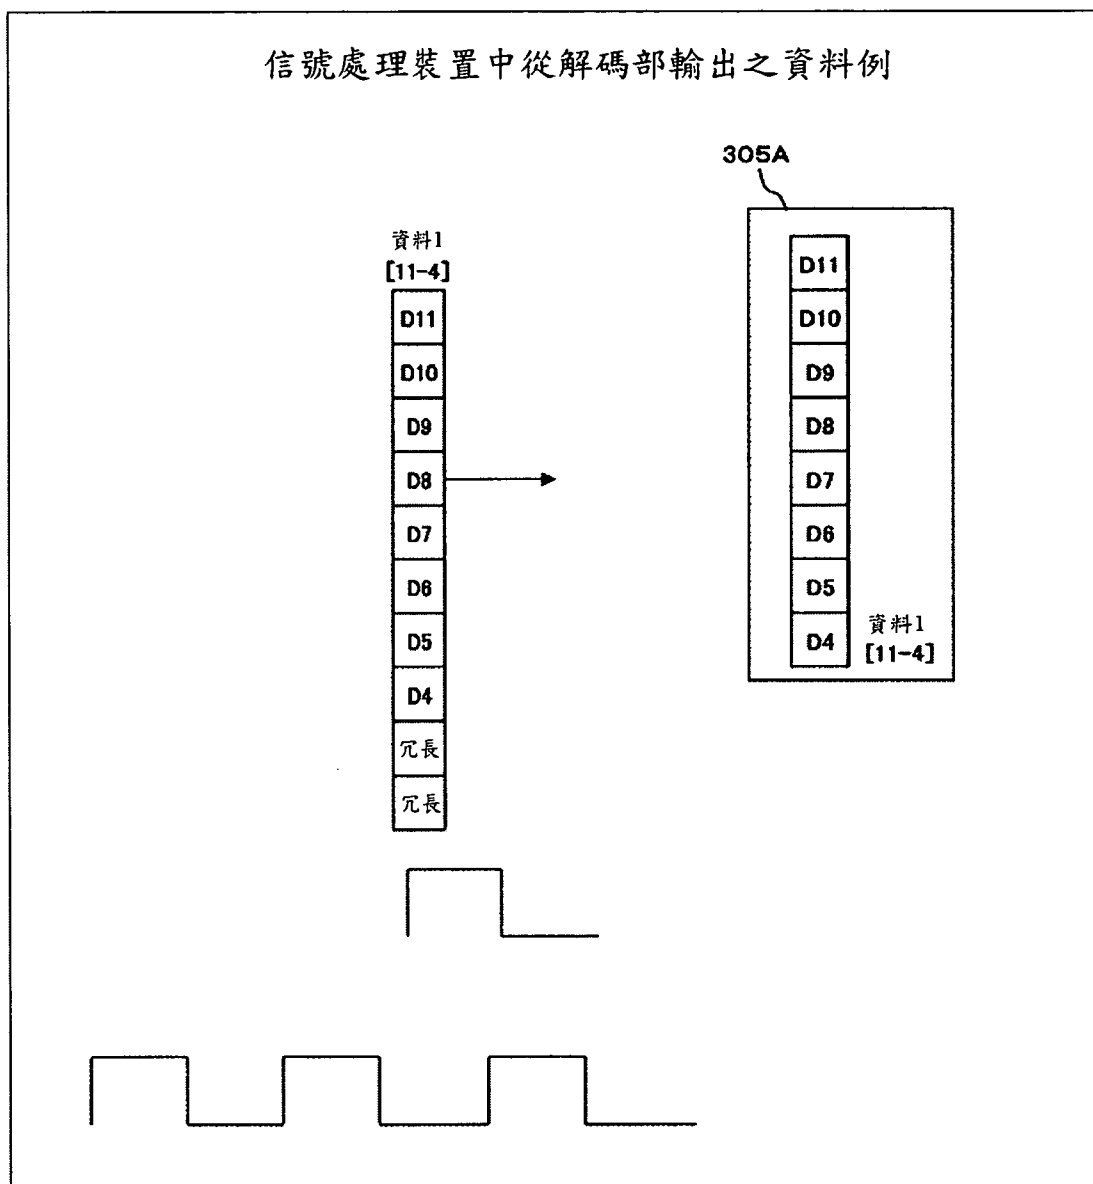 信號處理裝置中從解碼部輸出之資料例
資料1
[11-4]
D11
D10
D9
D8
D7
D6
D5
D4
冗長
冗長
305A
D11
D10
D9
D8
D7
D6
D5
D4
資料1
[11-4]